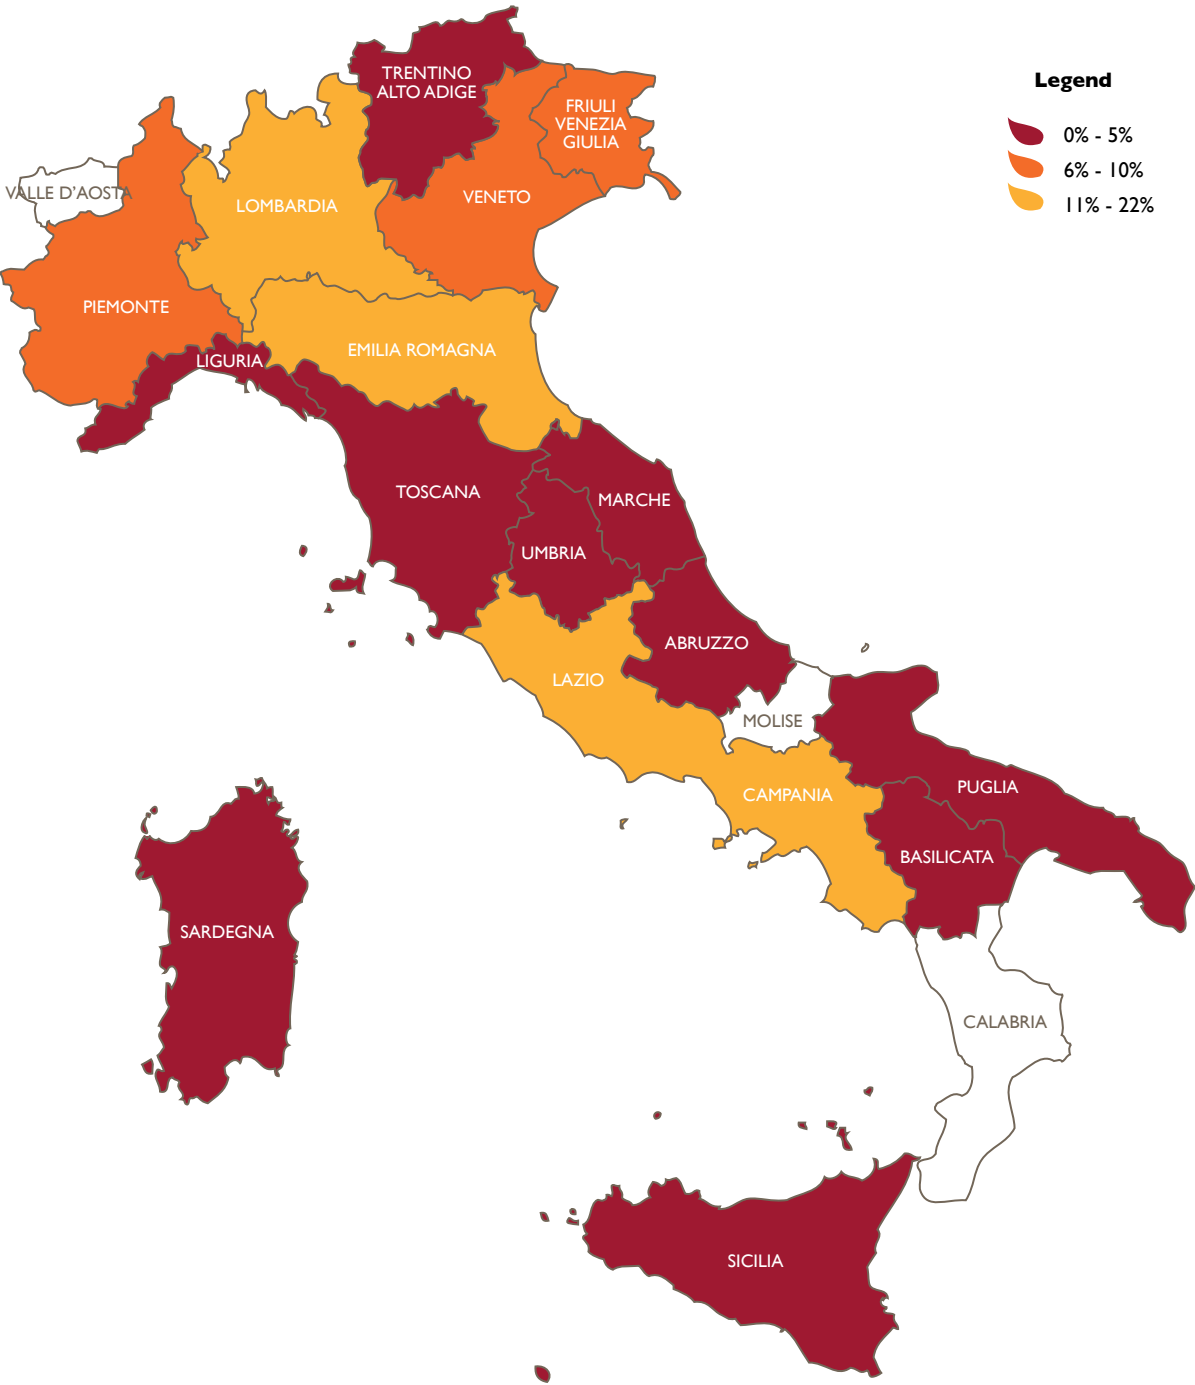 TRENTINO
ALTO ADIGE
FRIULI
VENEZIA
GIULIA
VALLE D'AOSTA
LOMBARDIA
VENETO
PIEMONTE
EMILIA ROMAGNA
LIGURIA
TOSCANA
MARCHE
UMBRIA
ABRUZZO
LAZIO
MOLISE
CAMPANIA
PUGLIA
BASILICATA
SARDEGNA
CALABRIA
SICILIA
Legend
0% - 5%
6% - 10%
11% - 22%